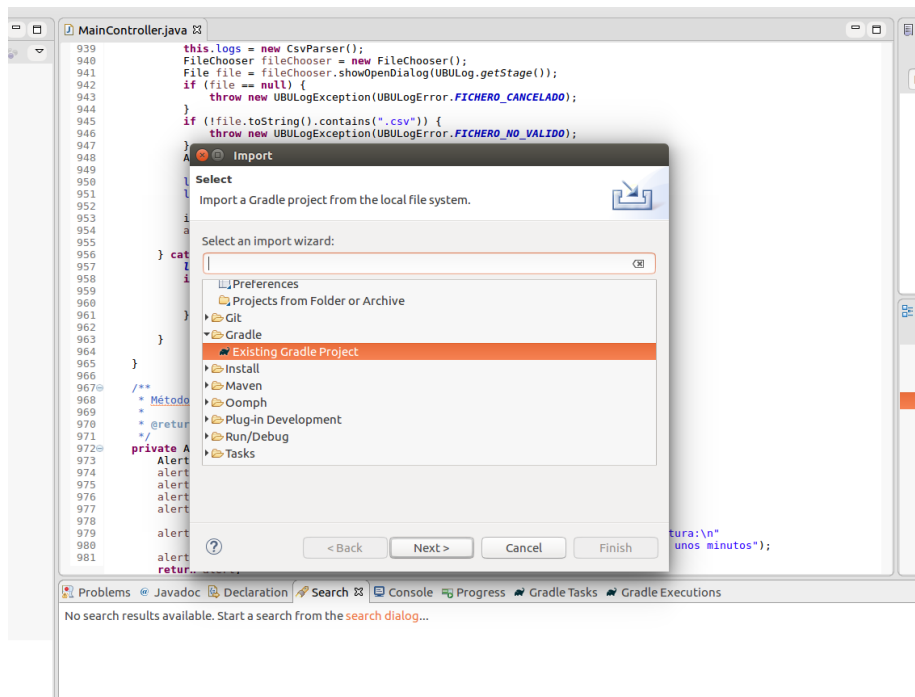 MainController.java
939 this.logs = new CsvParser();
940 FileChooser fileChooser = new FileChooser();
941 File file = fileChooser.showOpenDialog(UBULog.getStage());
942 if (file == null) {
943 throw new UBULogException(UBULogError.FICHERO_CANCELADO);
944 }
945 if (!file.toString().contains(".csv")) {
946 throw new UBULogException(UBULogError.FICHERO_NO_VALIDO);
947 }
948 A
949
950 l
951 l
952
953 i
954 a
955
956 } cat
957 l
958 i
959
960
961 }
962
963 }
964
965 }
966
967 /**
968 * Método
969 *
970 * @retur
971 */
972 private A
973 Alert
974 alert
975 alert
976 alert
977 alert
978
979 alert tura:\n"
980 unos minutos");
981 alert
return alert;
Import
Select
Import a Gradle project from the local file system.
Select an import wizard:
Preferences
Projects from Folder or Archive
Git
Gradle
Existing Gradle Project
Install
Maven
Oomph
Plug-in Development
Run/Debug
Tasks
< Back Next > Cancel Finish
Problems @ Javadoc Declaration Search Console Progress Gradle Tasks Gradle Executions
No search results available. Start a search from the search dialog...